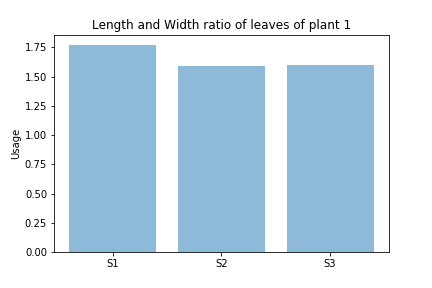 Length and Width ratio of leaves of plant 1
1.75
1.50
1.25
1.00
0.75
0.50
0.25
0.00
Usage
S1 S2 S3